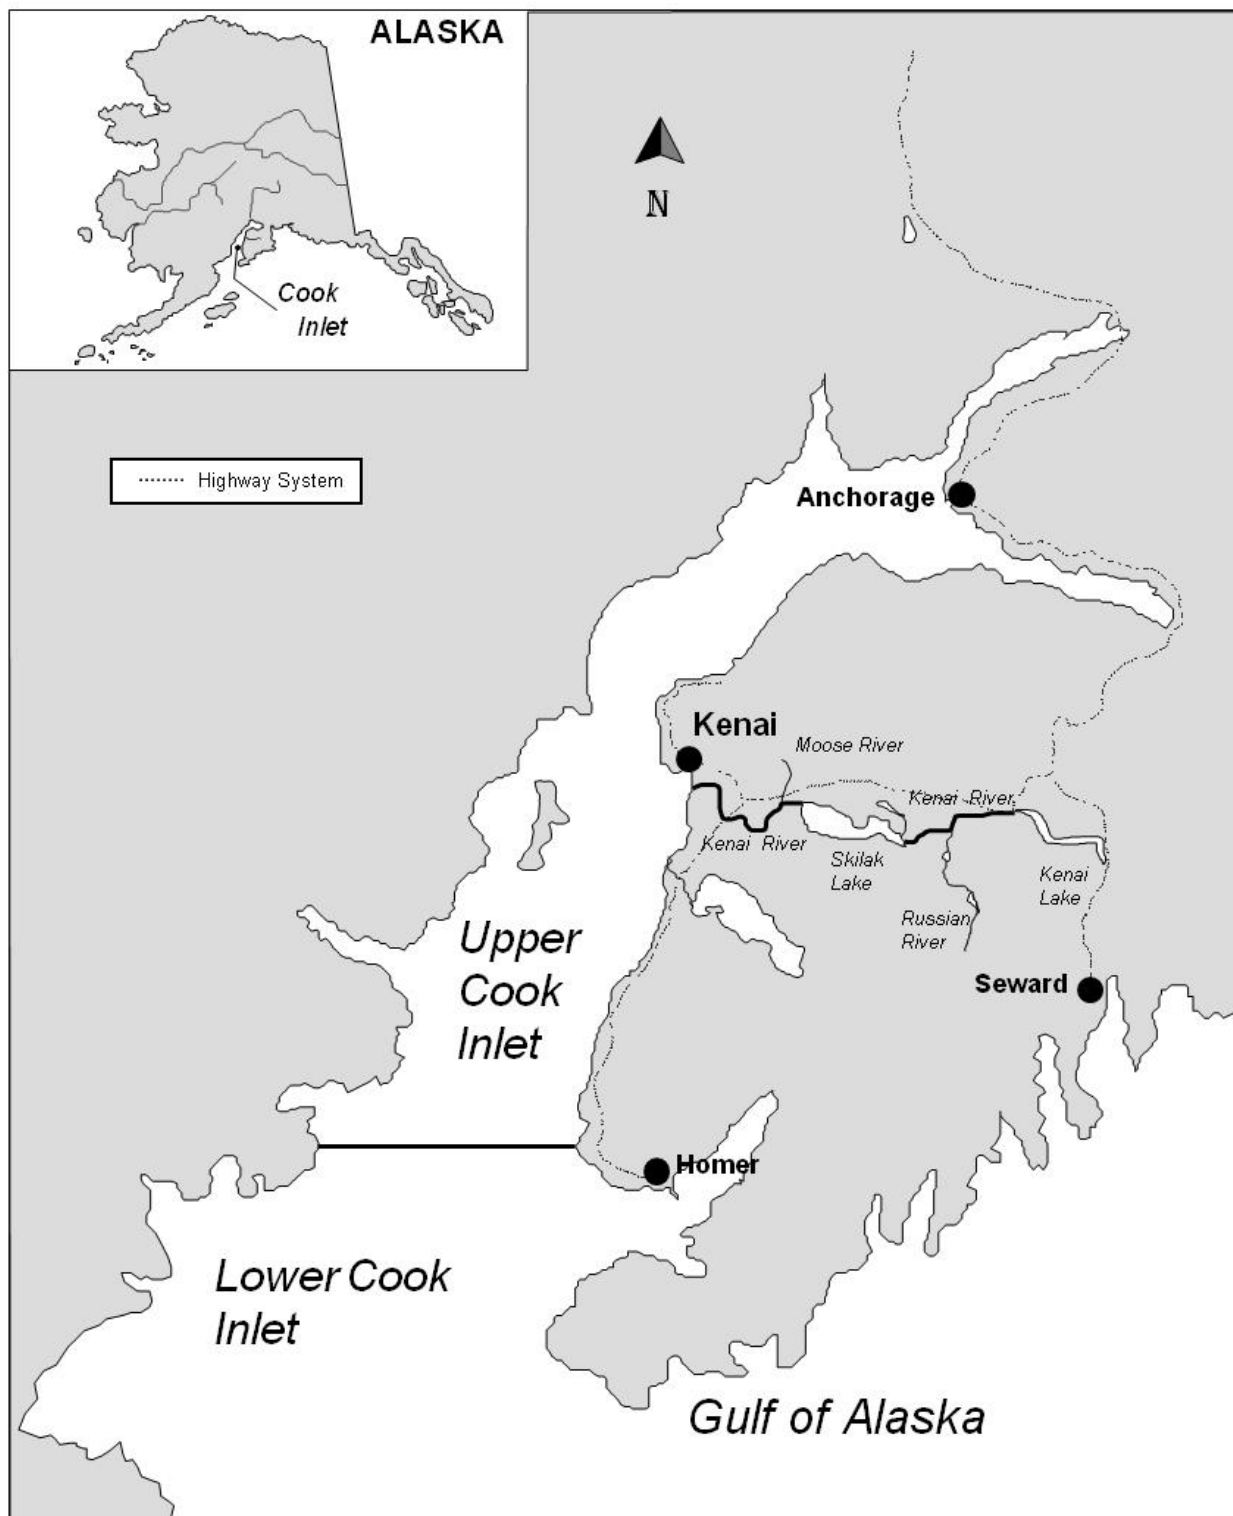 ALASKA
Cook
Inlet
N
Highway System
Anchorage
Kenai
Moose River
Kenai River
Kenai River
Skilak
Lake
Kenai
Lake
Russian
River
Upper
Cook
Inlet
Seward
Homer
Lower Cook
Inlet
Gulf of Alaska